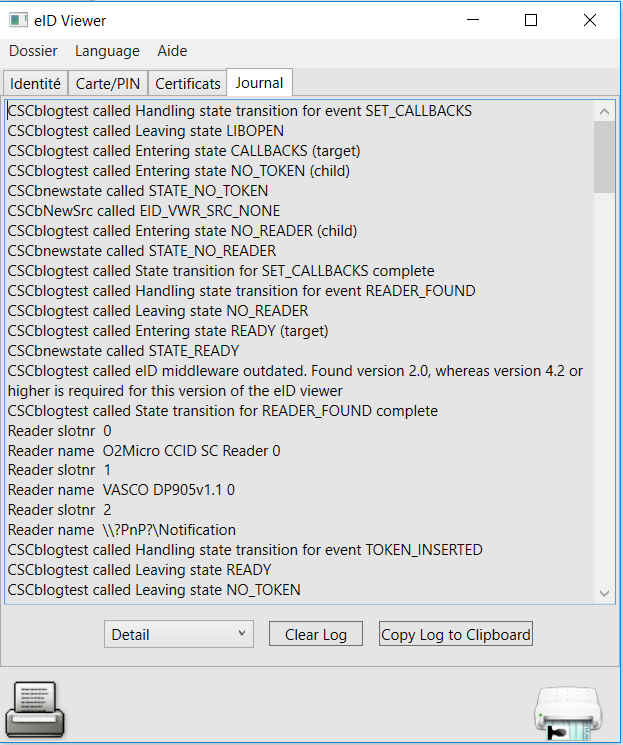 eID Viewer
Dossier Language Aide
Identité Carte/PIN Certificats Journal
CSCblogtest called Handling state transition for event SET_CALLBACKS
CSCblogtest called Leaving state LIBOPEN
CSCblogtest called Entering state CALLBACKS (target)
CSCblogtest called Entering state NO_TOKEN (child)
CSCbnewstate called STATE_NO_TOKEN
CSCbNewSrc called EID_VWR_SRC_NONE
CSCblogtest called Entering state NO_READER (child)
CSCbnewstate called STATE_NO_READER
CSCblogtest called State transition for SET_CALLBACKS complete
CSCblogtest called Handling state transition for event READER_FOUND
CSCblogtest called Leaving state NO_READER
CSCblogtest called Entering state READY (target)
CSCbnewstate called STATE_READY
CSCblogtest called eID middleware outdated. Found version 2.0, whereas version 4.2 or
higher is required for this version of the eID viewer
CSCblogtest called State transition for READER_FOUND complete
Reader slotnr 0
Reader name O2Micro CCID SC Reader 0
Reader slotnr 1
Reader name VASCO DP905v1.1 0
Reader slotnr 2
Reader name \\?PnP?\Notification
CSCblogtest called Handling state transition for event TOKEN_INSERTED
CSCblogtest called Leaving state READY
CSCblogtest called Leaving state NO_TOKEN
Detail Clear Log Copy Log to Clipboard